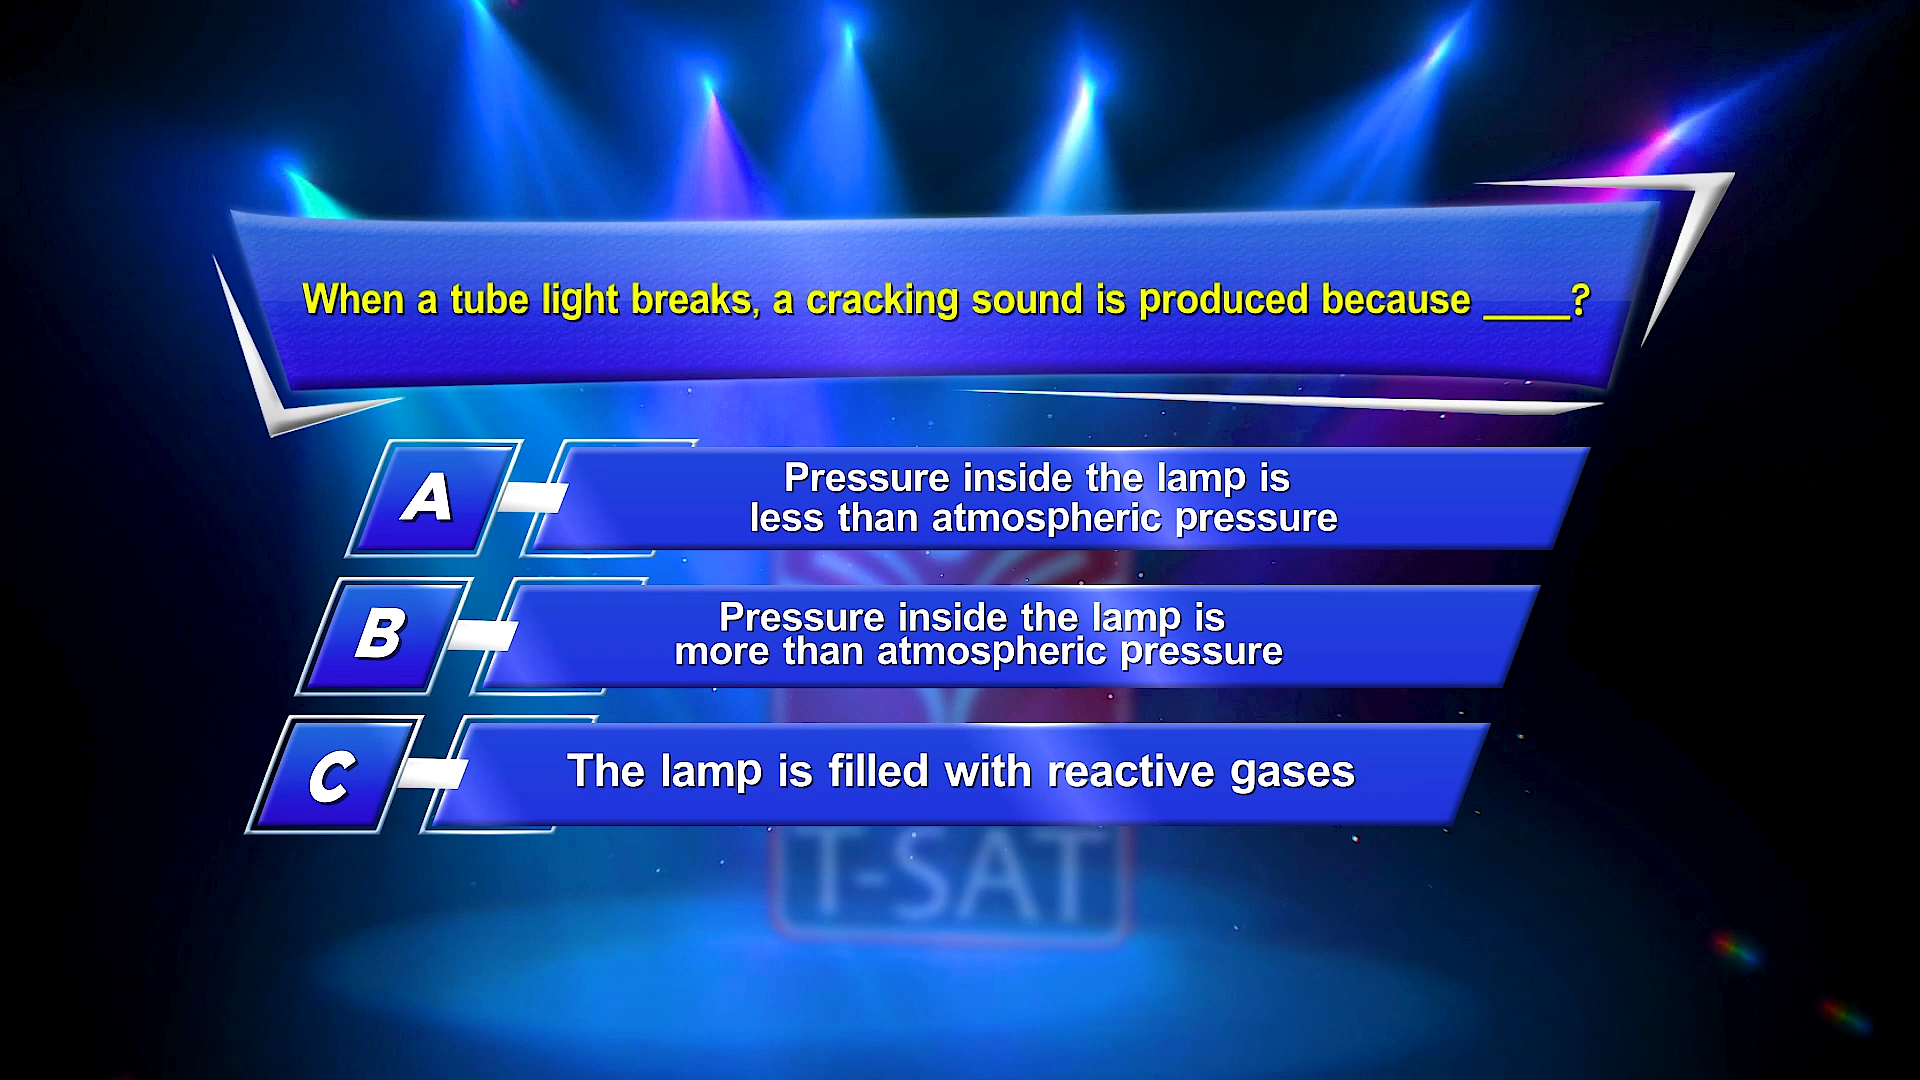 When a tube light breaks, a cracking sound is produced because ____?
A
Pressure inside the lamp is
less than atmospheric pressure
B
Pressure inside the lamp is
more than atmospheric pressure
C
The lamp is filled with reactive gases
T-SAT